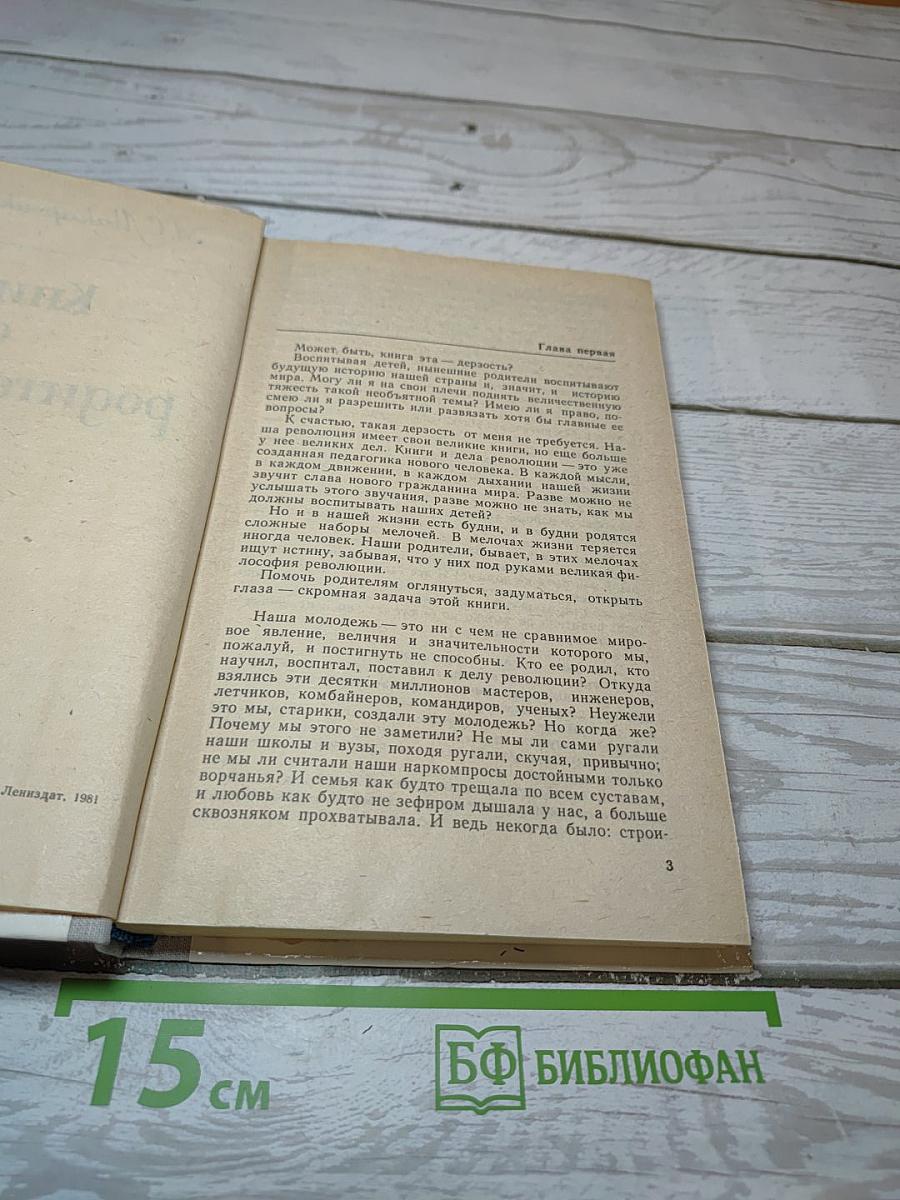 Кни
роди
Лениздат, 1981
Глава первая
Может быть, книга эта — дерзость?
Воспитывая детей, нынешние родители воспитывают
будущую историю нашей страны и, значит, и историю
мира. Могу ли я на свои плечи поднять величественную
тяжесть такой необъятной темы? Имею ли я право, по-
смею ли я разрешить или развязать хотя бы главные ее
вопросы?
К счастью, такая дерзость от меня не требуется. На-
ша революция имеет свои великие книги, но еще больше
у нее великих дел. Книги и дела революции — это уже
созданная педагогика нового человека. В каждой мысли,
в каждом движении, в каждом дыхании нашей жизни
звучит слава нового гражданина мира. Разве можно не
услышать этого звучания, разве можно не знать, как мы
должны воспитывать наших детей?
Но и в нашей жизни есть будни, и в будни родятся
сложные наборы мелочей. В мелочах жизни теряется
иногда человек. Наши родители, бывает, в этих мелочах
ищут истину, забывая, что у них под руками великая фи-
лософия революции.
Помочь родителям оглянуться, задуматься, открыть
глаза — скромная задача этой книги.
Наша молодежь — это ни с чем не сравнимое миро-
вое явление, величия и значительности которого мы,
пожалуй, и постигнуть не способны. Кто ее родил, кто
научил, воспитал, поставил к делу революции? Откуда
взялись эти десятки миллионов мастеров, инженеров,
летчиков, комбайнеров, командиров, ученых? Неужели
это мы, старики, создали эту молодежь? Но когда же?
Почему мы этого не заметили? Не мы ли сами ругали
наши школы и вузы, походя ругали, скучая, привычно;
не мы ли считали наши наркомпросы достойными только
ворчанья? И семья как будто трещала по всем суставам,
и любовь как будто не зефиром дышала у нас, а больше
сквозняком прохватывала. И ведь некогда было: строи-
3
15 см
БФ БИБЛИОФАН